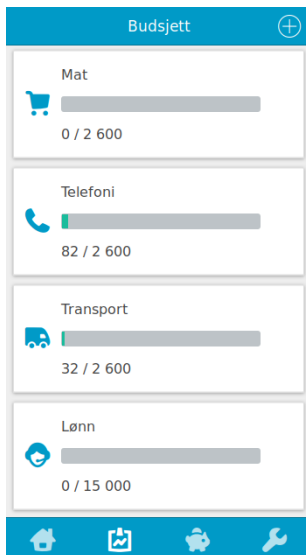 Budsjett
Mat
0 / 2 600
Telefoni
82 / 2 600
Transport
32 / 2 600
Lønn
0 / 15 000